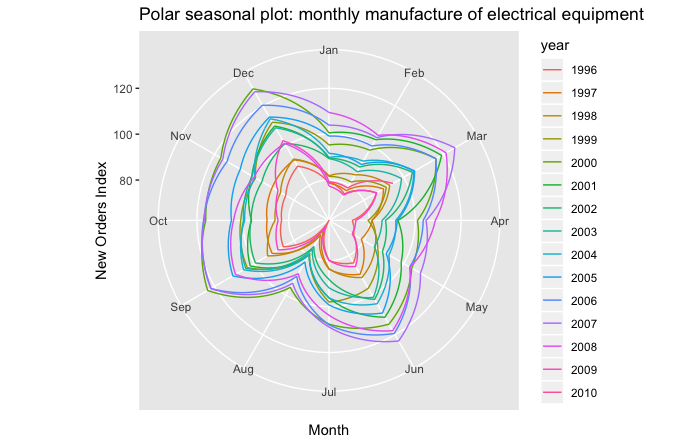 Polar seasonal plot: monthly manufacture of electrical equipment
New Orders Index
120
100
80
Jan
Feb
Mar
Apr
May
Jun
Jul
Aug
Sep
Oct
Nov
Dec
Month
year
1996
1997
1998
1999
2000
2001
2002
2003
2004
2005
2006
2007
2008
2009
2010